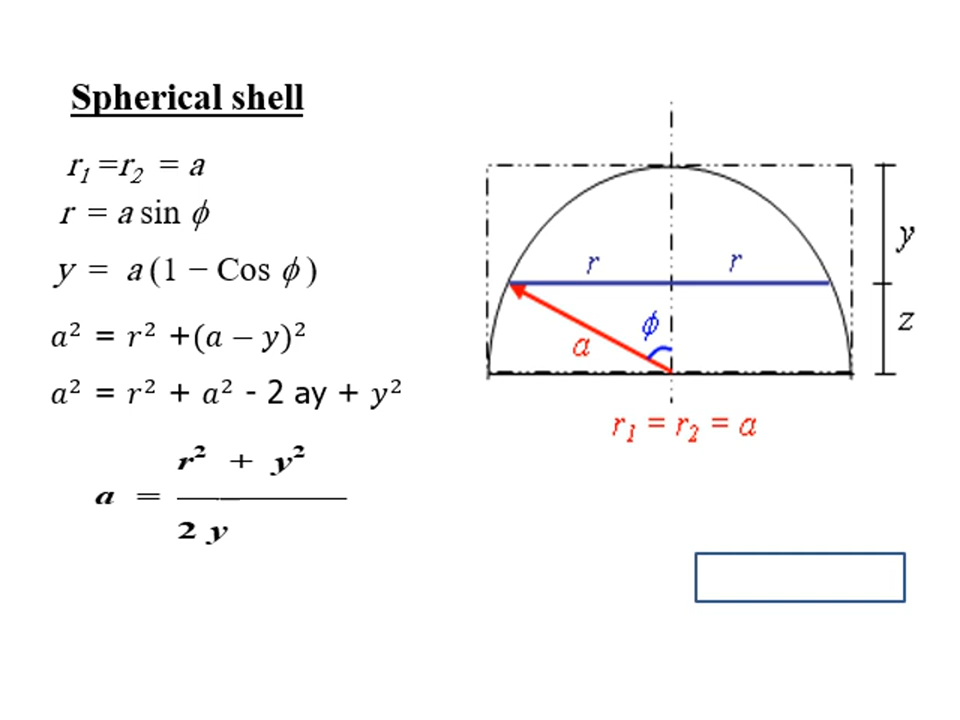 Spherical shell
r₁ =r₂ = a
r = a sin ϕ
y = a (1 − Cos ϕ )
a² = r² +(a − y)²
a² = r² + a² - 2 ay + y²
a = r² + y² / 2 y
r r
y
ϕ
a
z
r₁ = r₂ = a